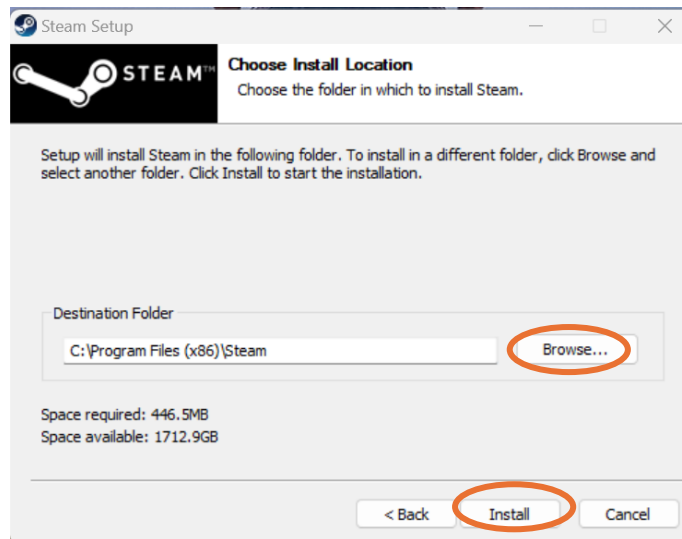 Steam Setup
STEAM™
Choose Install Location
Choose the folder in which to install Steam.
Setup will install Steam in the following folder. To install in a different folder, click Browse and
select another folder. Click Install to start the installation.
Destination Folder
C:\Program Files (x86)\Steam
Browse...
Space required: 446.5MB
Space available: 1712.9GB
< Back
Install
Cancel